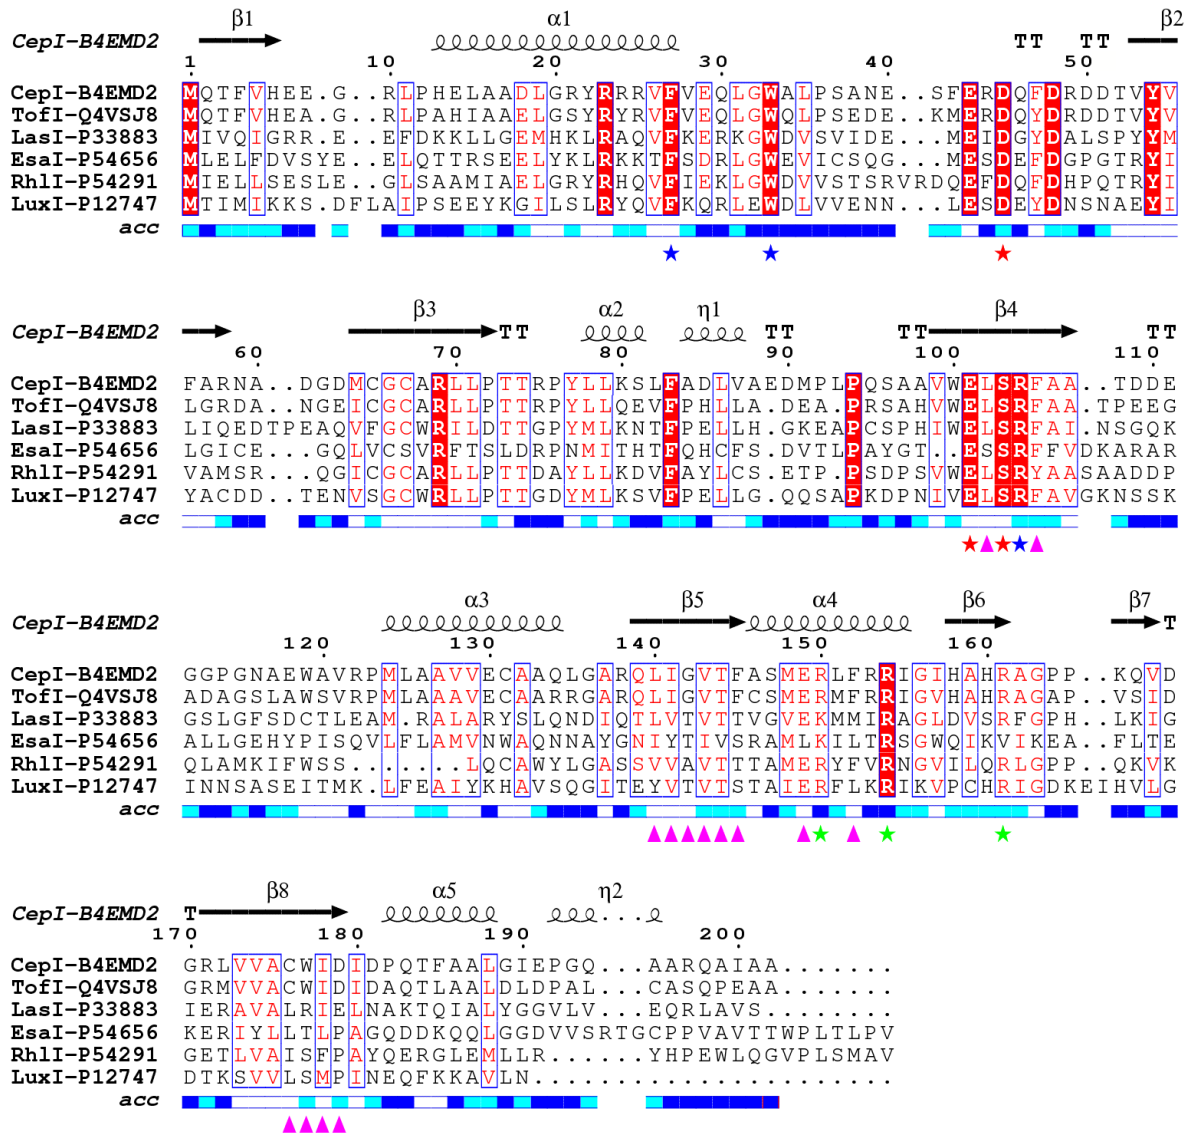 β1 α1 β2
CepI–B4EMD2 TT TT
1 10 20 30 40 50
CepI–B4EMD2 MQTFVHEE.G..RLPHELAADLGRYRRRVFVEQLGWALPSANE..SFERDQFDRDDTVYV
TofI–Q4VSJ8 MQTFVHEA.G..RLPAHIAAELGSYRHRVFVEQLGWQLPSEDE..KMERDQYDRDDTVYV
LasI–P33883 MIVQIGRR.E..EFDKKLLGEMHKLRAQVFKERKGWDVSVIDE...MEIDGYDALSPYYM
EsaI–P54656 MLELFDVSYE..ELQTTRSEELYKLRKKTFSDRLGWEVICSQG...MESDEFDGPGTRYI
RhlI–P54291 MIELLSESLE..GLSAAMIAELGRYRHQVFIEKLGWDVVSTSRVRDQEFDQFDHPQTRYI
LuxI–P12747 MTIMIKKS.DFLAIPSEEYKGILSLRYQVFKQRLEWDLVVENN...LESDEYDNSNAEYI
acc
β3 α2 η1 β4
CepI–B4EMD2 TT TT TT TT
60 70 80 90 100 110
CepI–B4EMD2 FARNA..DGDMCGCARLLPTTRPYLLKSLFADLVAEDMPLPQSAAVWELSRFAA..TDDE
TofI–Q4VSJ8 LGRDA..NGEICGCARLLPTTRPYLLQEVFPHLLA.DEA.PRSAHVWELSRFAA.TPEEG
LasI–P33883 LIQEDTPEAQVFGCWRILDTTGPYMLKNTFPELLH.GKEAPCSPHIWELSRFAI.NSGQK
EsaI–P54656 LGICE...GQLVCSVRFTSLDRPNMITHTFQHCFS.DVTLPAYGT..ESSRFFVDKARAR
RhlI–P54291 VAMSR...QGICGCARLLPTTDAYLLKDVFAYLCS.ETP.PSDPSVWELSRYAASAADDP
LuxI–P12747 YACDD..TENVSGCWRLLPTTGDYMLKSVFPELLG.QQSAPKDPNIVELSRFAVGKNSSK
acc
α3 β5 α4 β6 β7
CepI–B4EMD2 T
120 130 140 150 160
CepI–B4EMD2 GGPGNAEWAVRPMLAAVVECAAQLGARQLIGVTFASMERLFRRIGIHAHRAGPP..KQVD
TofI–Q4VSJ8 ADAGSLAWSVRPMLAAAVECAARRGARQLIGVTFCSMERMFRRIGVHAHRAGAP..VSID
LasI–P33883 GSLGFSDCTLEAM.RALARYSLQNDIQTLVTVTTVGVEKMMIRAGLDVSRFGPH..LKIG
EsaI–P54656 ALLGEHYPISQVLFLAMVNWAQNNAYGNIYTIVSRAMLKILTRSGWQIKVIKEA..FLTE
RhlI–P54291 QLAMKIFWSS.......LQCAWYLGASSVVAVTTTAMERYFVRNGVILQRLGPP..QKVK
LuxI–P12747 INNSASEITMK.LFEAIYKHAVSQGITEYVTVTSTAIERFLKRIKVPCHRIGDKEIHVLG
acc
β8 α5 η2
CepI–B4EMD2 T ...
170 180 190 200
CepI–B4EMD2 GRLVVACWIDIDPQTFAALGIEPGQ...AARQAIAA.......
TofI–Q4VSJ8 GRMVVACWIDIDAQTLAALDLDPAL...CASQPEAA.......
LasI–P33883 IERAVALRIELNAKTQIALYGGVLV...EQRLAVS........
EsaI–P54656 KERIYLLTLPAGQDDKQQLGGDVVSRTGCPPVAVTTWPLTLPV
RhlI–P54291 GETLVAISFPAYQERGLEMLLR......YHPEWLQGVPLSMAV
LuxI–P12747 DTKSVVLSMPINEQFKKAVLN......................
acc